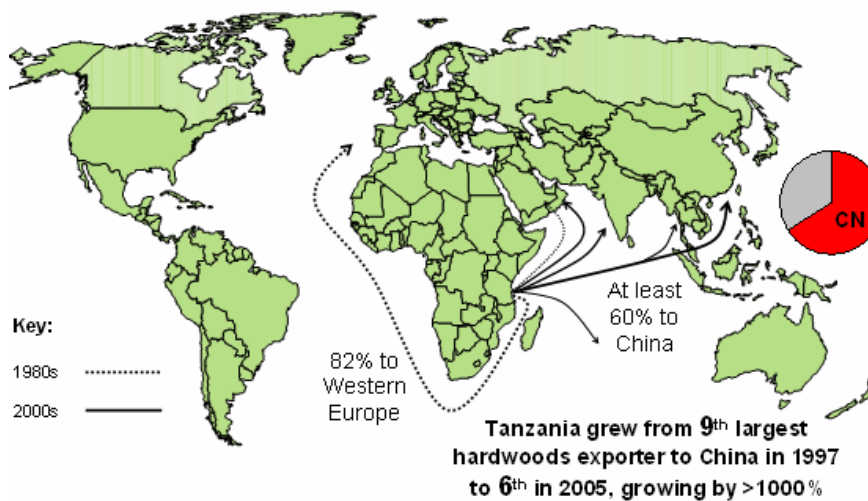 CN
At least
60% to
China
Key:
1980s
2000s
82% to
Western
Europe
Tanzania grew from 9th largest
hardwoods exporter to China in 1997
to 6th in 2005, growing by >1000%